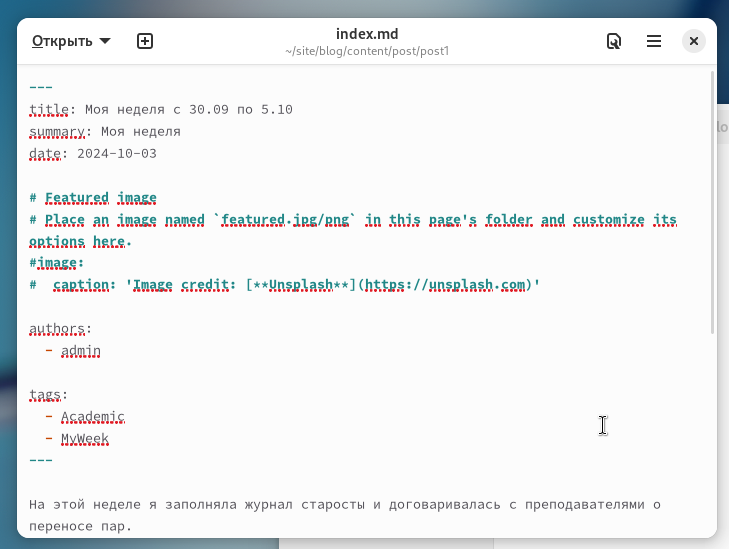 Открыть
index.md
~/site/blog/content/post/post1
---
title: Моя неделя с 30.09 по 5.10
summary: Моя неделя
date: 2024-10-03
# Featured image
# Place an image named `featured.jpg/png` in this page's folder and customize its
options here.
#image:
#  caption: 'Image credit: [**Unsplash**](https://unsplash.com)'
authors:
  - admin
tags:
  - Academic
  - MyWeek
---
На этой неделе я заполняла журнал старосты и договаривалась с преподавателями о
переносе пар.
lo